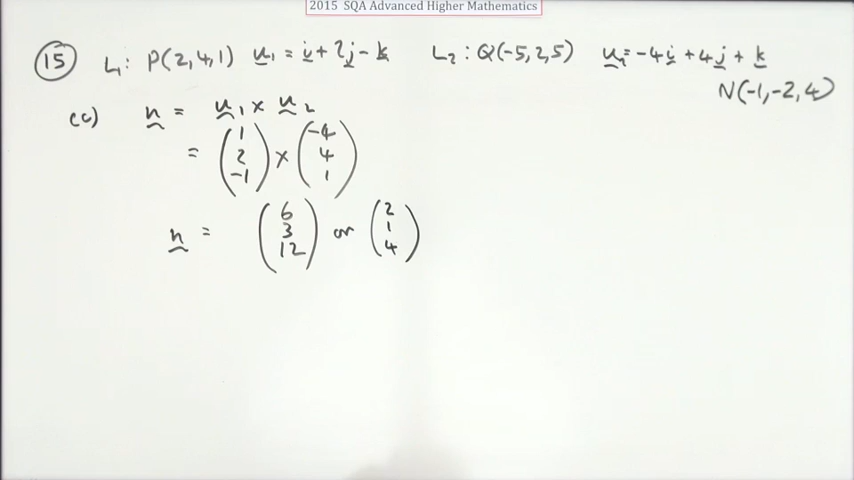 2015 SQA Advanced Higher Mathematics
15 L₁: P(2,4,1) u₁ = i + 2j - k L₂: Q(-5,2,5) u₂ = -4i + 4j + k
N(-1,-2,4)
(c) n = u₁ × u₂
= (1 2 -1) × (-4 4 1)
n = (6 3 12) or (2 1 4)